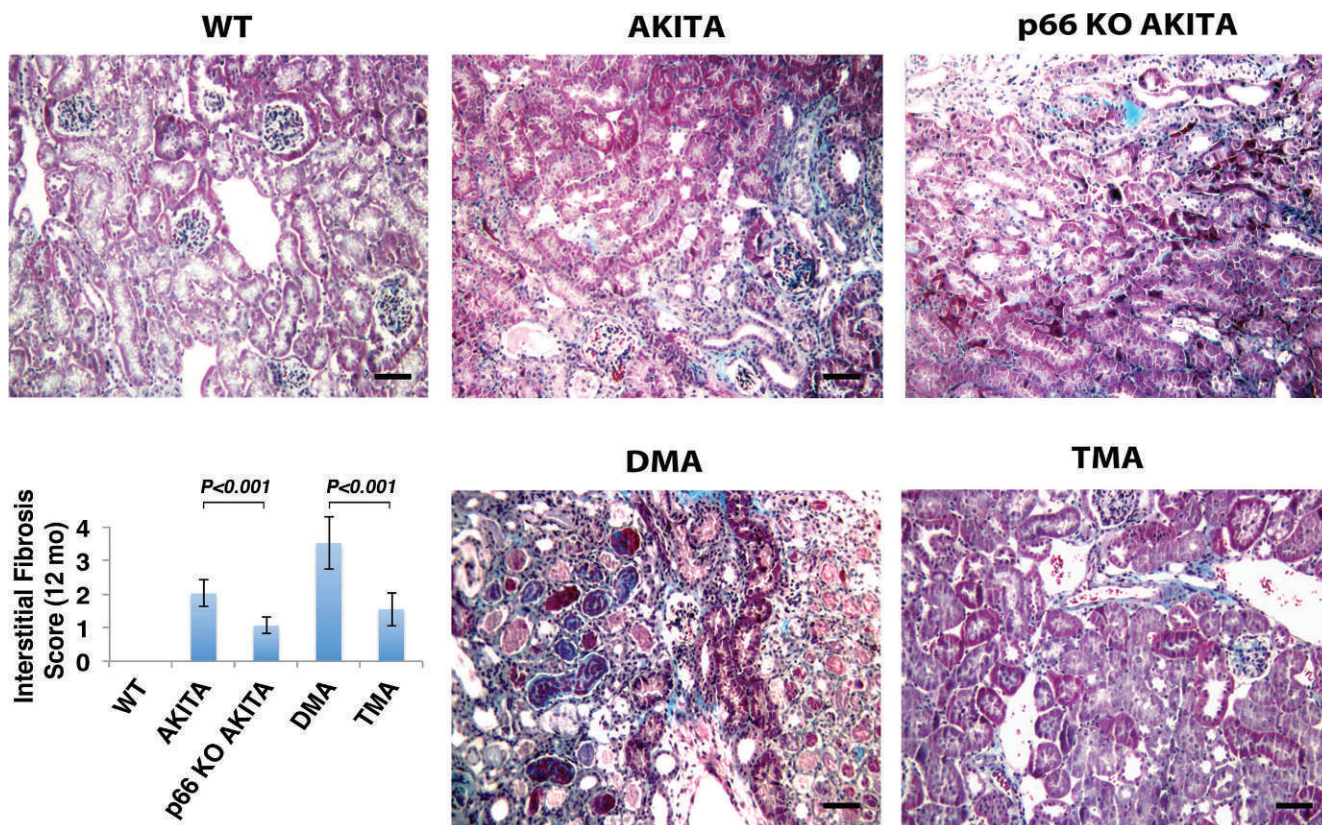 WT
AKITA
p66 KO AKITA
DMA
TMA
P<0.001
P<0.001
Interstitial Fibrosis
Score (12 mo)
4
3
2
1
0
WT
AKITA
p66 KO AKITA
DMA
TMA